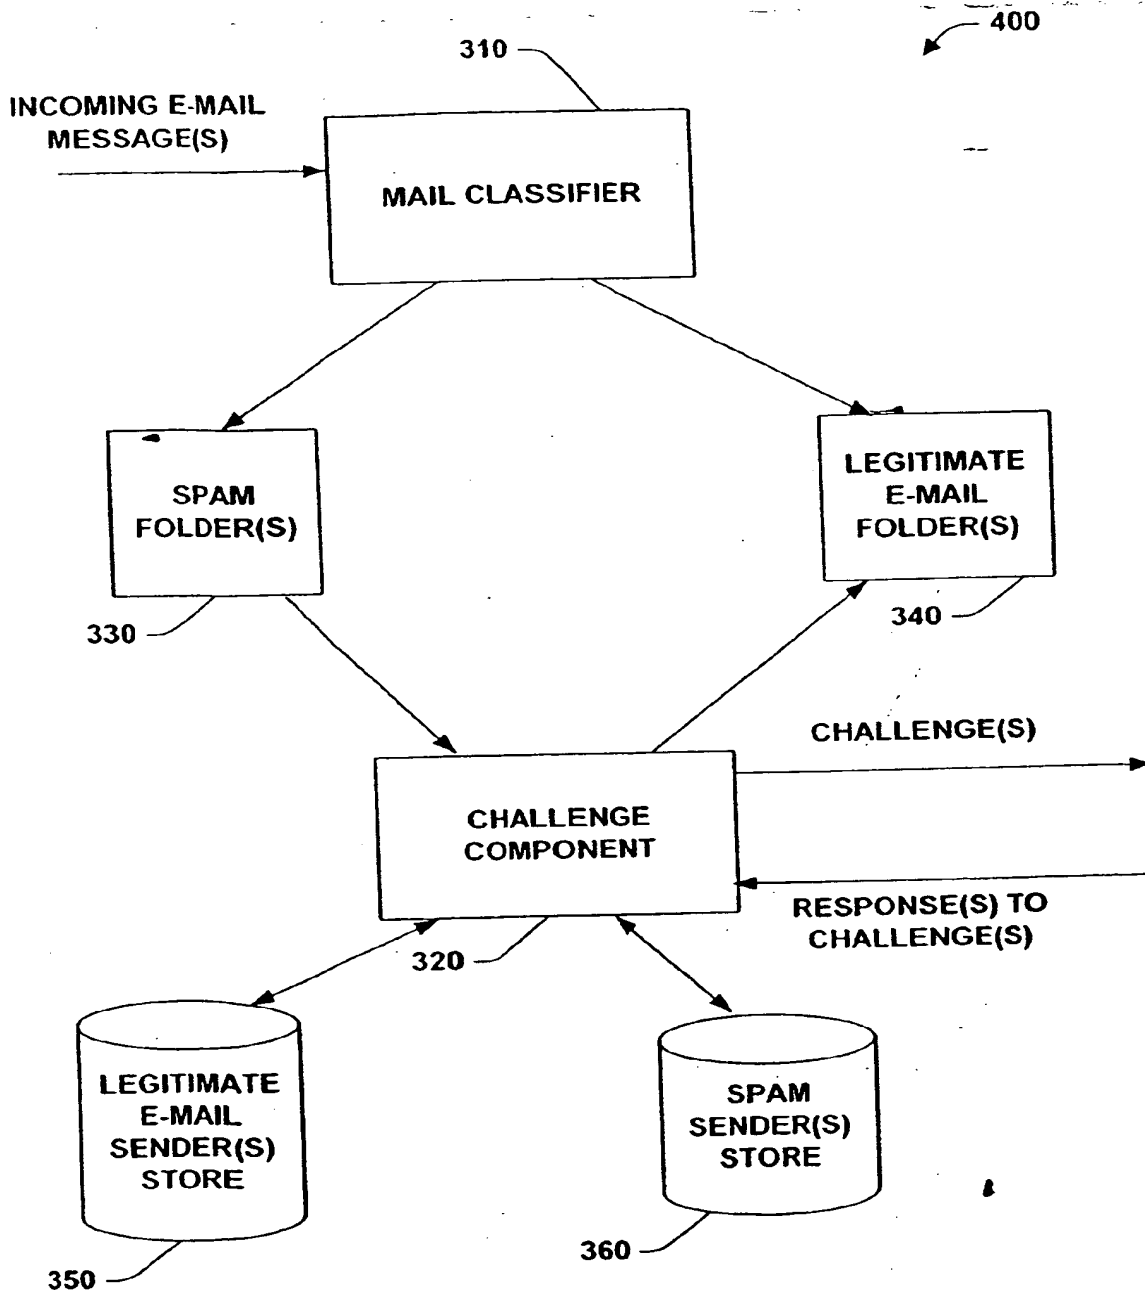 400
310
INCOMING E-MAIL
MESSAGE(S)
MAIL CLASSIFIER
SPAM
FOLDER(S)
LEGITIMATE
E-MAIL
FOLDER(S)
330
340
CHALLENGE(S)
CHALLENGE
COMPONENT
RESPONSE(S) TO
CHALLENGE(S)
320
LEGITIMATE
E-MAIL
SENDER(S)
STORE
SPAM
SENDER(S)
STORE
350
360